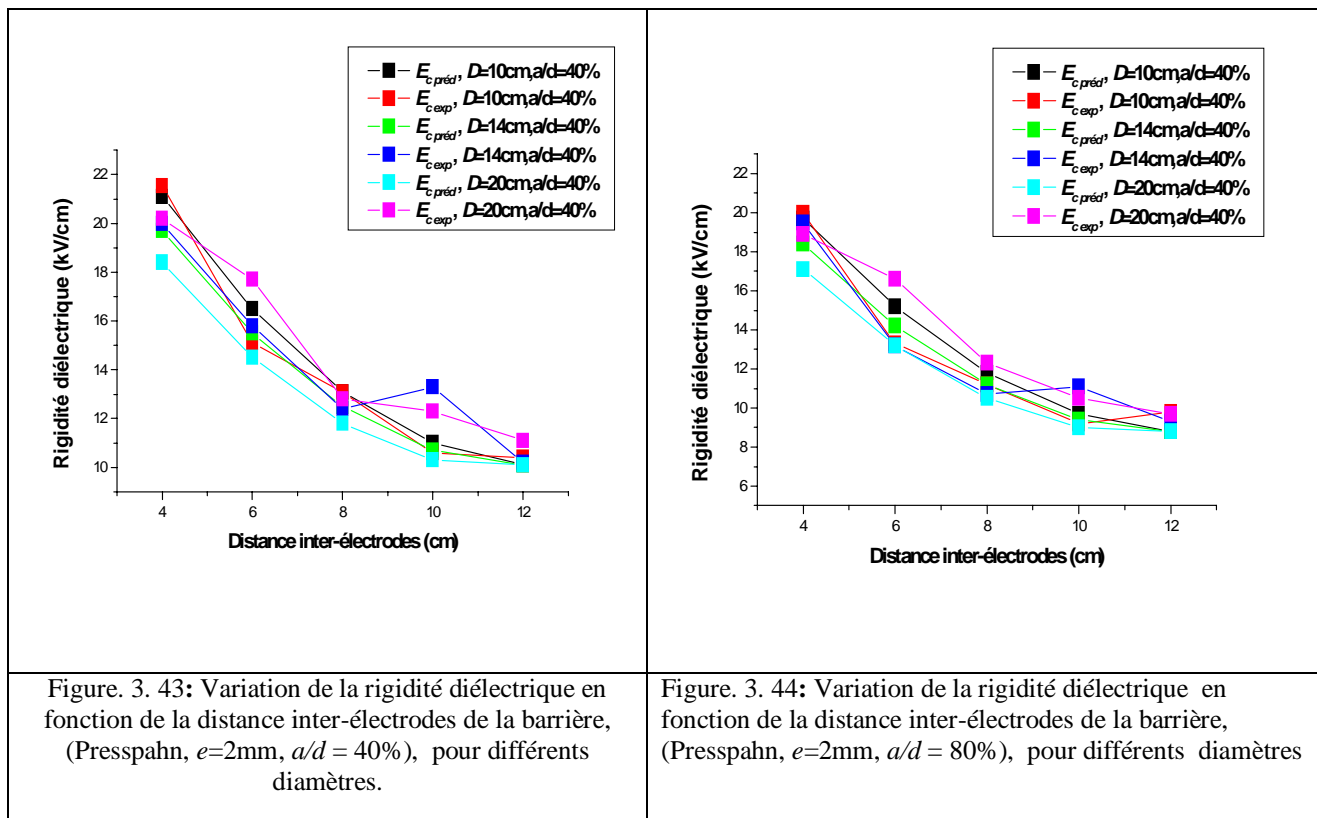 E c préd, D=10cm,a/d=40%
E c exp, D=10cm,a/d=40%
E c préd, D=14cm,a/d=40%
E c exp, D=14cm,a/d=40%
E c préd, D=20cm,a/d=40%
E c exp, D=20cm,a/d=40%
Rigidité diélectrique (kV/cm)
22
20
18
16
14
12
10
4 6 8 10 12
Distance inter-électrodes (cm)
Figure. 3. 43: Variation de la rigidité diélectrique en
fonction de la distance inter-électrodes de la barrière,
(Presspahn, e=2mm, a/d = 40%), pour différents
diamètres.
E c préd, D=10cm,a/d=40%
E c exp, D=10cm,a/d=40%
E c préd, D=14cm,a/d=40%
E c exp, D=14cm,a/d=40%
E c préd, D=20cm,a/d=40%
E c exp, D=20cm,a/d=40%
Rigidité diélectrique (kV/cm)
22
20
18
16
14
12
10
8
6
4 6 8 10 12
Distance inter-électrodes (cm)
Figure. 3. 44: Variation de la rigidité diélectrique en
fonction de la distance inter-électrodes de la barrière,
(Presspahn, e=2mm, a/d = 80%), pour différents diamètres